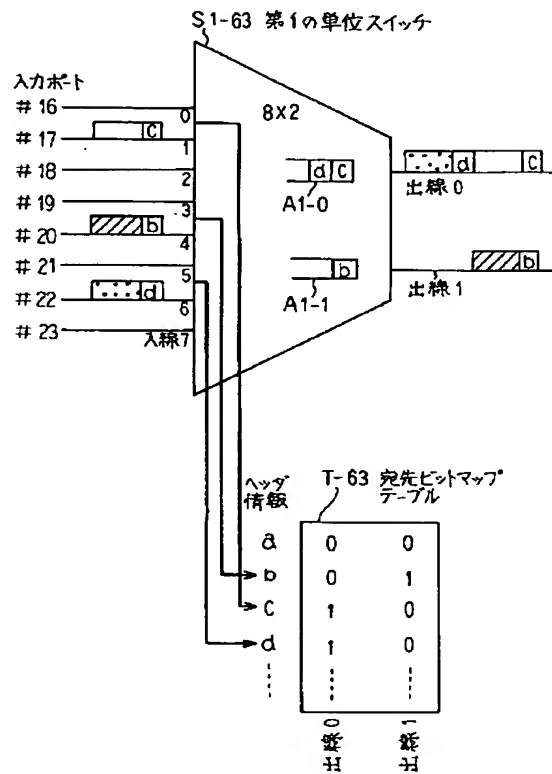 S1-63 第1の単位スイッチ
入力ポート
#16
0
8X2
#17
c
1
#18
2
d c
d
c
#19
3
A1-0
出線0
#20
b
4
#21
5
b
b
#22
d
6
A1-1
出線1
#23
入線7
ヘッダ
情報
T-63 宛先ビットマップ
テーブル
a 0 0
b 0 1
c 1 0
d 1 0
出線0
出線1